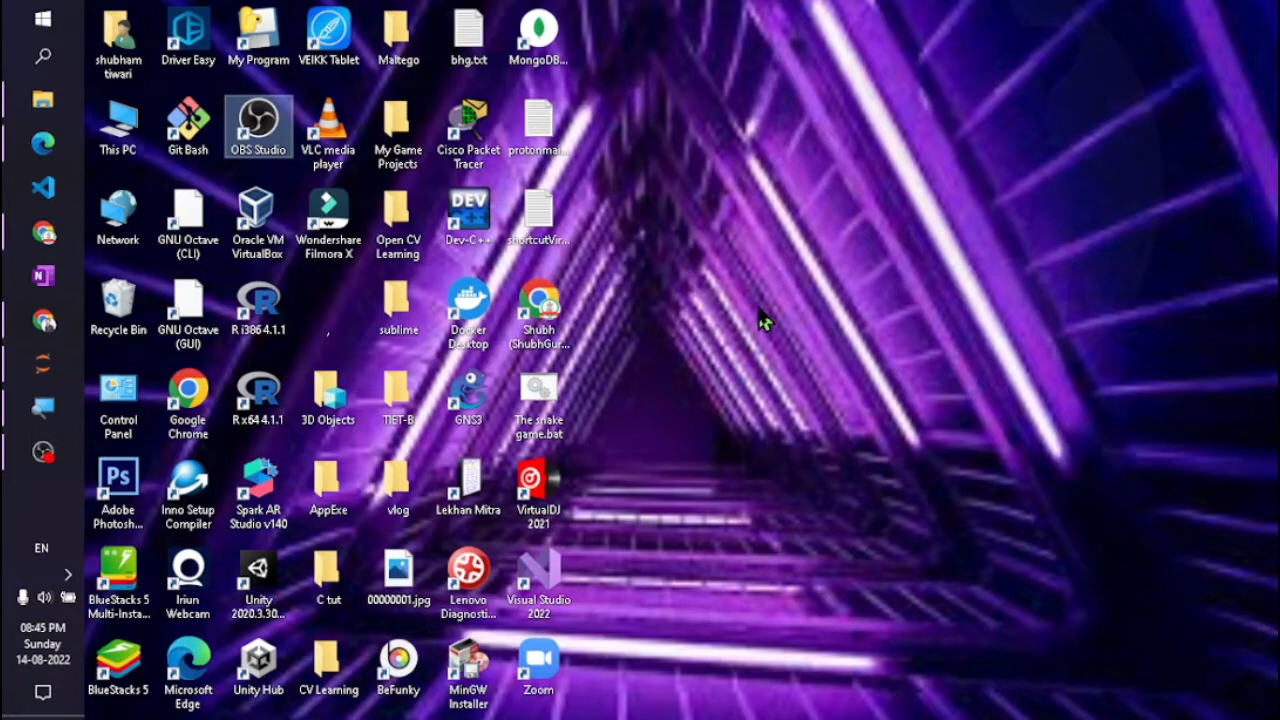 shubham
tiwari
Driver Easy
My Program
VEIKK Tablet
Maltego
bhg.txt
MongoDB...
This PC
Git Bash
OBS Studio
VLC media
player
My Game
Projects
Cisco Packet
Tracer
protonmai...
Network
GNU Octave
(CLI)
Oracle VM
VirtualBox
Wondershare
Filmora X
Open CV
Learning
DEV
C++
Dev-C++
shortcutVir...
Recycle Bin
GNU Octave
(GUI)
R i386 4.1.1
,
sublime
Docker
Desktop
Shubh
(ShubhGur...
Control
Panel
Google
Chrome
R x64 4.1.1
3D Objects
TIET-B
GNS3
The snake
game.bat
Ps
Adobe
Photosh...
Inno Setup
Compiler
Spark AR
Studio v140
AppExe
vlog
Lekhan Mitra
VirtualDJ
2021
BlueStacks 5
Multi-Insta...
Iriun
Webcam
Unity
2020.3.30...
C tut
00000001.jpg
Lenovo
Diagnosti...
Visual Studio
2022
BlueStacks 5
Microsoft
Edge
Unity Hub
CV Learning
BeFunky
MinGW
Installer
Zoom
N
EN
08:45 PM
Sunday
14-08-2022